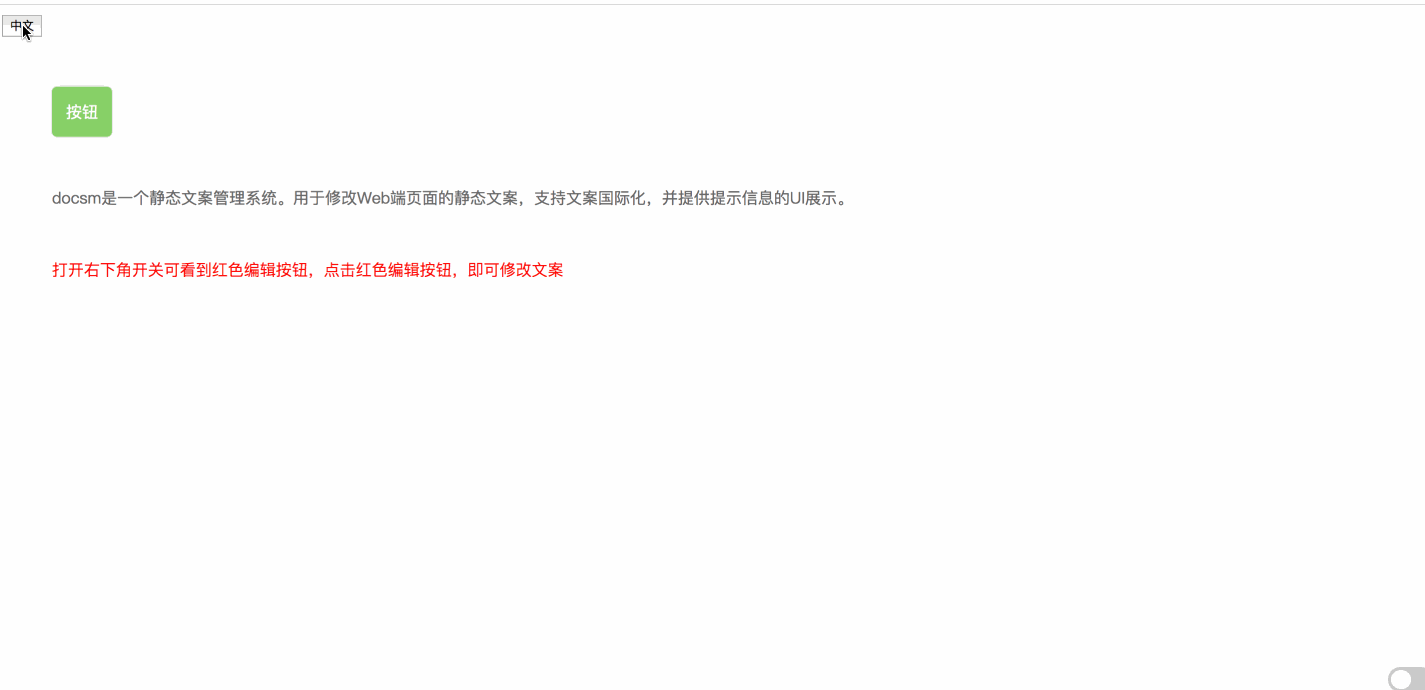 中文
按钮
docsm是一个静态文案管理系统。用于修改Web端页面的静态文案，支持文案国际化，并提供提示信息的UI展示。
打开右下角开关可看到红色编辑按钮，点击红色编辑按钮，即可修改文案